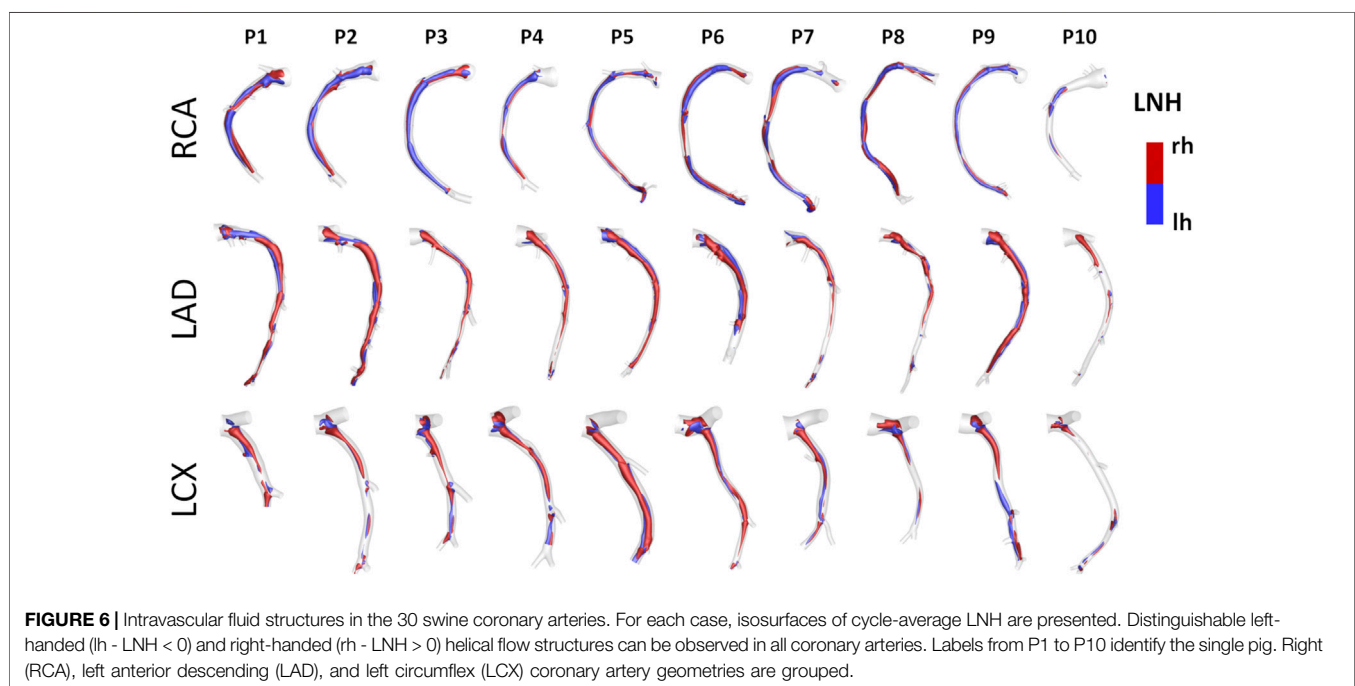 P1 P2 P3 P4 P5 P6 P7 P8 P9 P10
RCA
LNH
rh
lh
LAD
LCX
FIGURE 6 | Intravascular fluid structures in the 30 swine coronary arteries. For each case, isosurfaces of cycle-average LNH are presented. Distinguishable left-
handed (lh - LNH < 0) and right-handed (rh - LNH > 0) helical flow structures can be observed in all coronary arteries. Labels from P1 to P10 identify the single pig. Right
(RCA), left anterior descending (LAD), and left circumflex (LCX) coronary artery geometries are grouped.